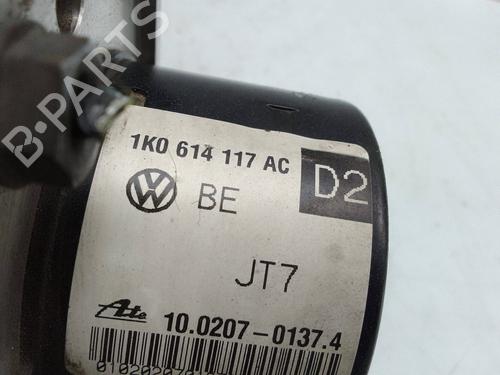 B-PARTS
1K0 614 117 AC
D2
BE
JT7
Ate
10.0207-0137.4